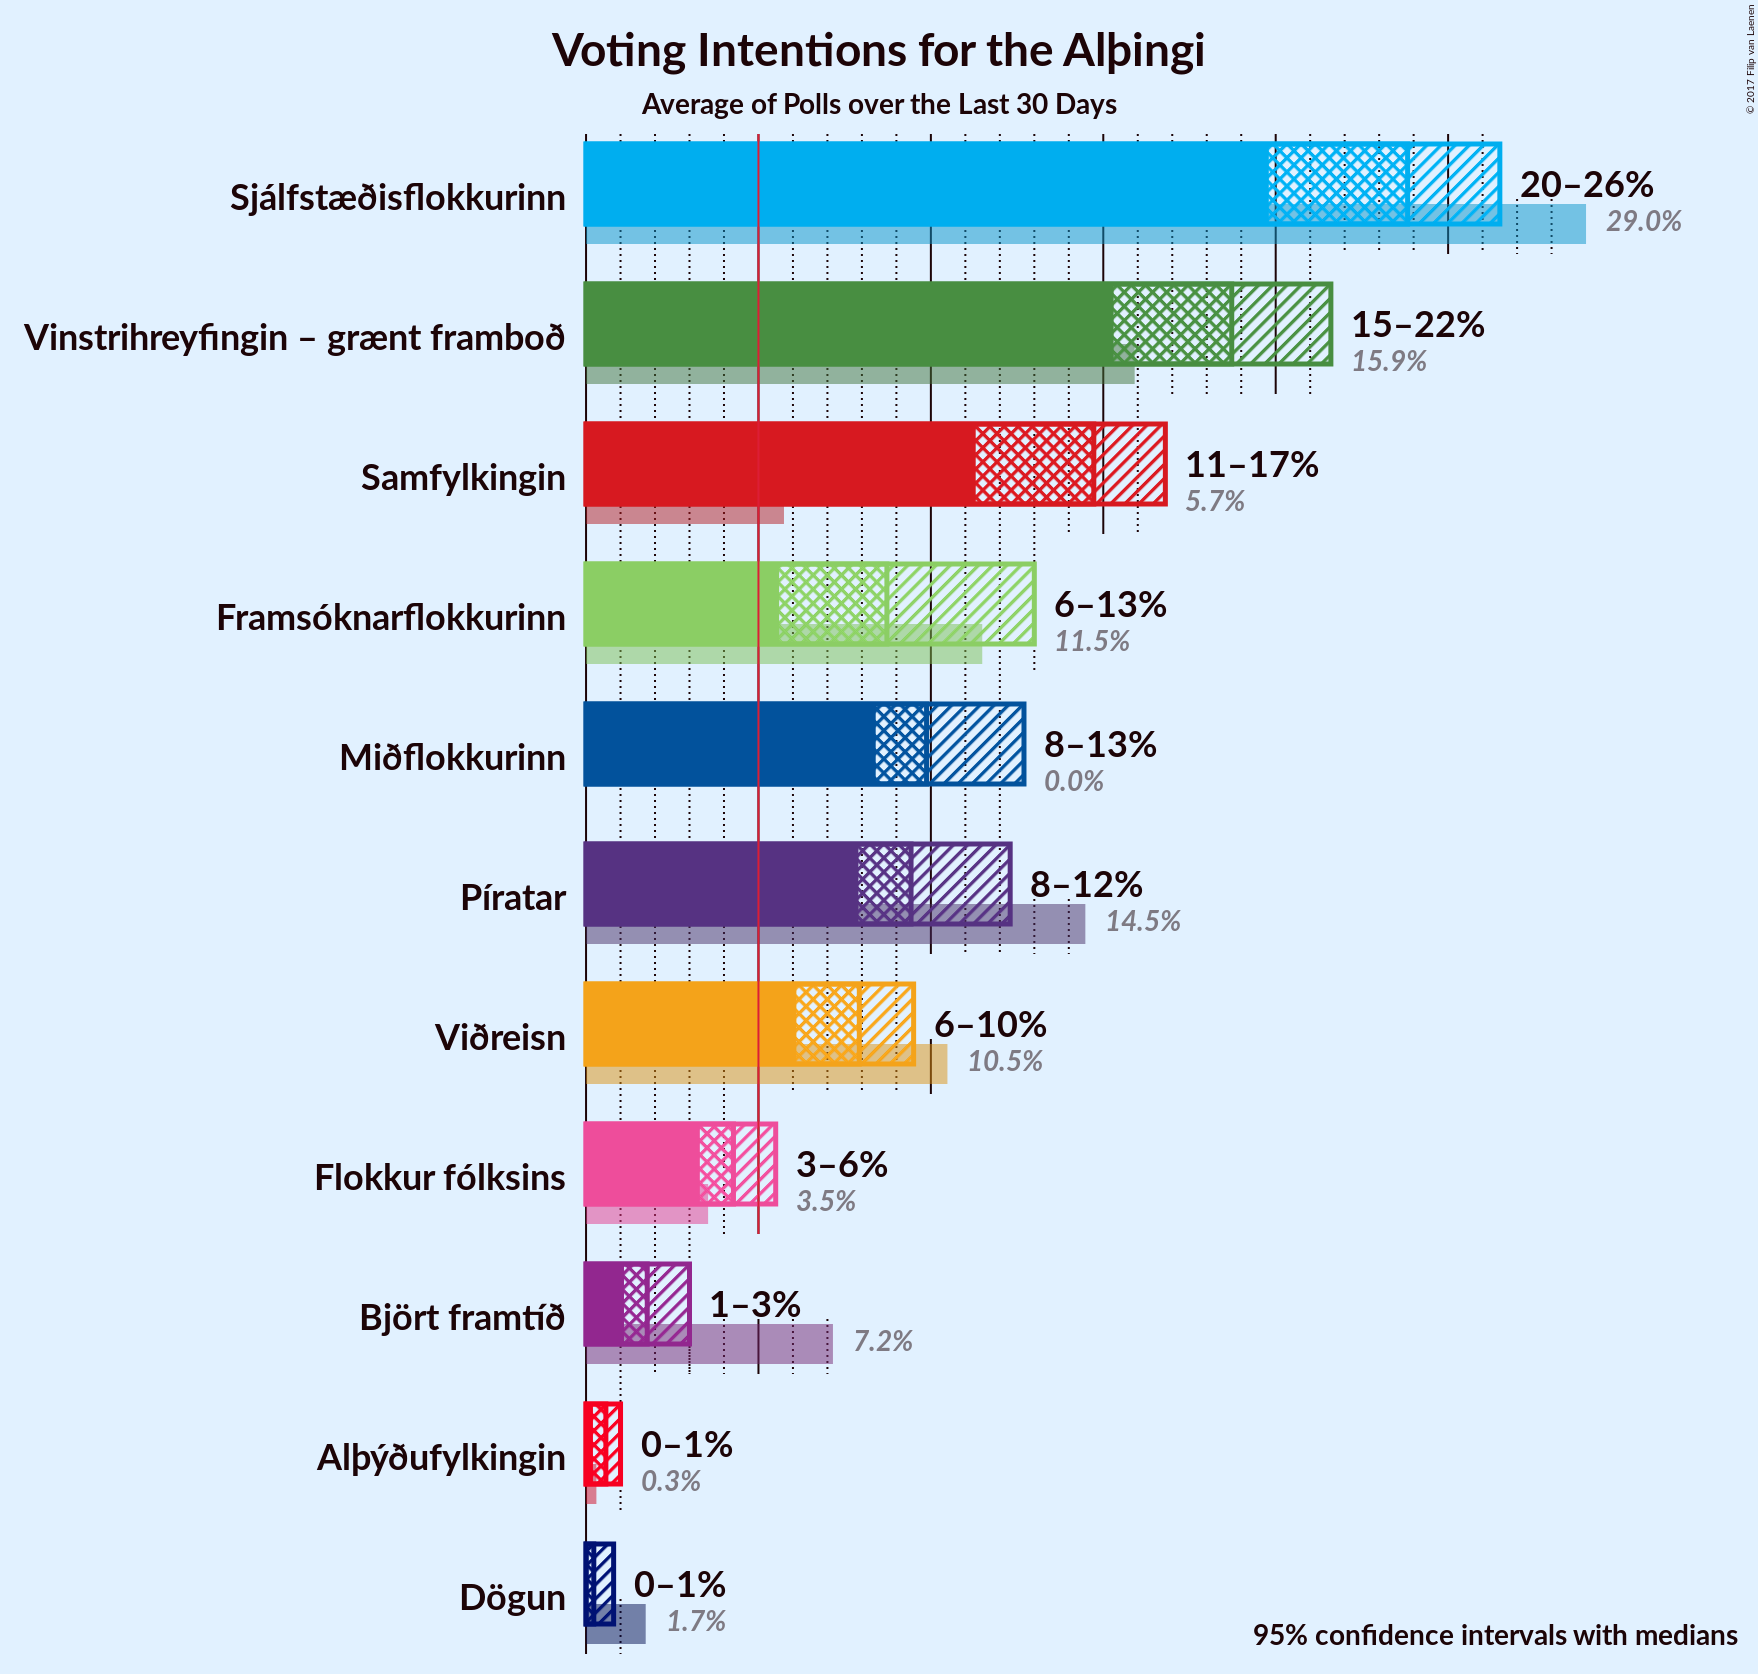 © 2017 Filip van Laenen
Voting Intentions for the Alþingi
Average of Polls over the Last 30 Days
Sjálfstæðisflokkurinn
20–26%
29.0%
Vinstrihreyfingin – grænt framboð
15–22%
15.9%
Samfylkingin
11–17%
5.7%
Framsóknarflokkurinn
6–13%
11.5%
Miðflokkurinn
8–13%
0.0%
Píratar
8–12%
14.5%
Viðreisn
6–10%
10.5%
Flokkur fólksins
3–6%
3.5%
Björt framtíð
1–3%
7.2%
Alþýðufylkingin
0–1%
0.3%
Dögun
0–1%
1.7%
95% confidence intervals with medians